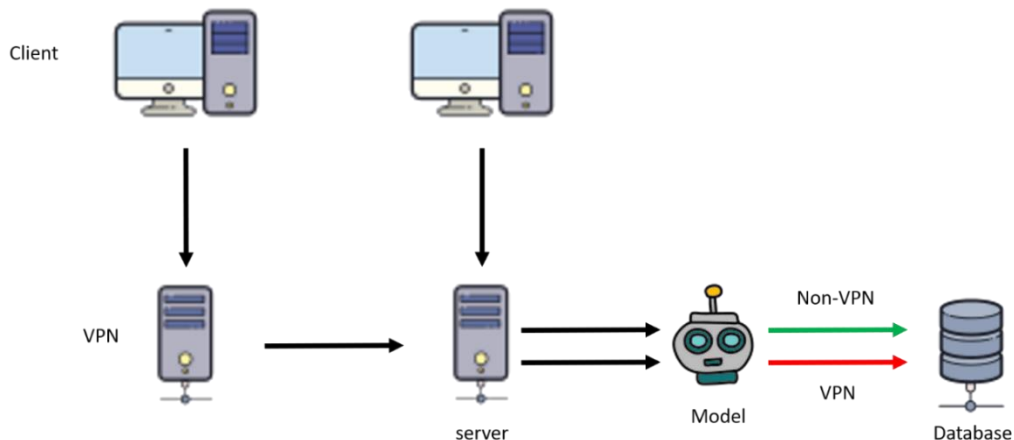 Client
Non-VPN
VPN
VPN
Model
server
Database